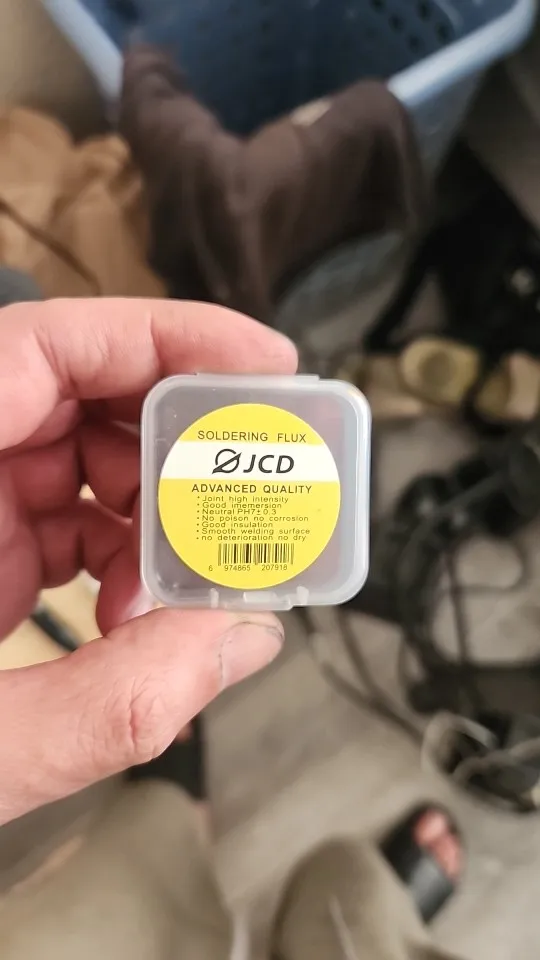 SOLDERING FLUX
JCD
ADVANCED QUALITY
* Joint high intensity
* Good imemersion
* Neutral PH7±0.3
* No poison no corrosion
* Good insulation
* Smooth welding surface
* no deterioration no dry
6 974865 207918